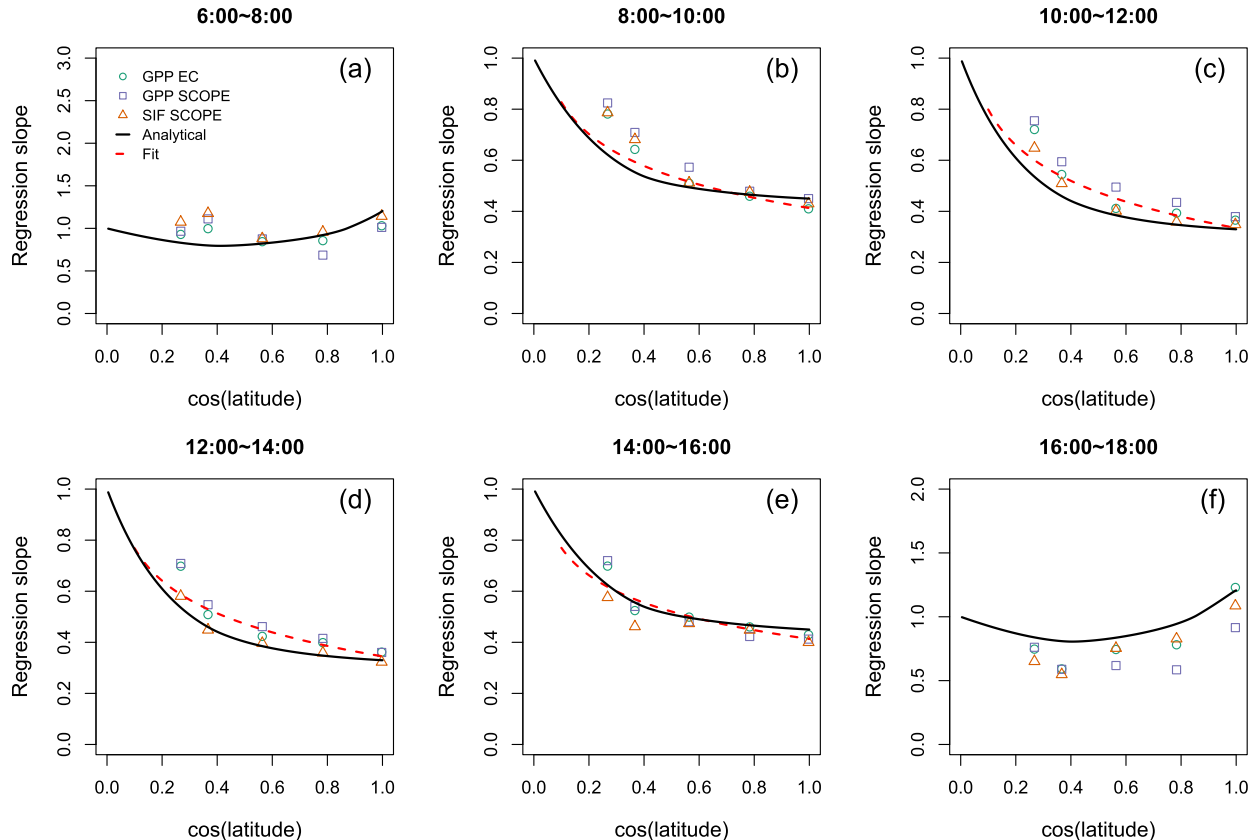 6:00~8:00
(a)
3.0
2.5
2.0
1.5
1.0
0.5
0.0
Regression slope
GPP EC
GPP SCOPE
SIF SCOPE
Analytical
Fit
0.0 0.2 0.4 0.6 0.8 1.0
cos(latitude)
8:00~10:00
(b)
1.0
0.8
0.6
0.4
0.2
0.0
Regression slope
0.0 0.2 0.4 0.6 0.8 1.0
cos(latitude)
10:00~12:00
(c)
1.0
0.8
0.6
0.4
0.2
0.0
Regression slope
0.0 0.2 0.4 0.6 0.8 1.0
cos(latitude)
12:00~14:00
(d)
1.0
0.8
0.6
0.4
0.2
0.0
Regression slope
0.0 0.2 0.4 0.6 0.8 1.0
cos(latitude)
14:00~16:00
(e)
1.0
0.8
0.6
0.4
0.2
0.0
Regression slope
0.0 0.2 0.4 0.6 0.8 1.0
cos(latitude)
16:00~18:00
(f)
2.0
1.5
1.0
0.5
0.0
Regression slope
0.0 0.2 0.4 0.6 0.8 1.0
cos(latitude)